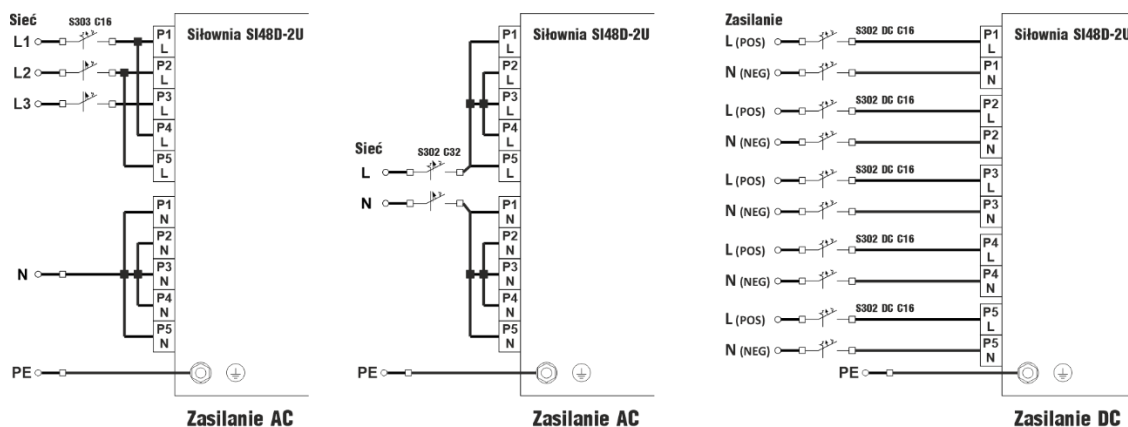 Sieć
S303 C16
L1
L2
L3
P1
L
P2
L
P3
L
P4
L
P5
L
P1
N
P2
N
P3
N
P4
N
P5
N
N
PE
Siłownia SI48D-2U
Zasilanie AC
Sieć
S302 C32
L
N
P1
L
P2
L
P3
L
P4
L
P5
L
P1
N
P2
N
P3
N
P4
N
P5
N
PE
Siłownia SI48D-2U
Zasilanie AC
Zasilanie
L (POS)
S302 DC C16
P1
L
N (NEG)
P1
N
L (POS)
S302 DC C16
P2
L
N (NEG)
P2
N
L (POS)
S302 DC C16
P3
L
N (NEG)
P3
N
L (POS)
S302 DC C16
P4
L
N (NEG)
P4
N
L (POS)
S302 DC C16
P5
L
N (NEG)
P5
N
PE
Siłownia SI48D-2U
Zasilanie DC